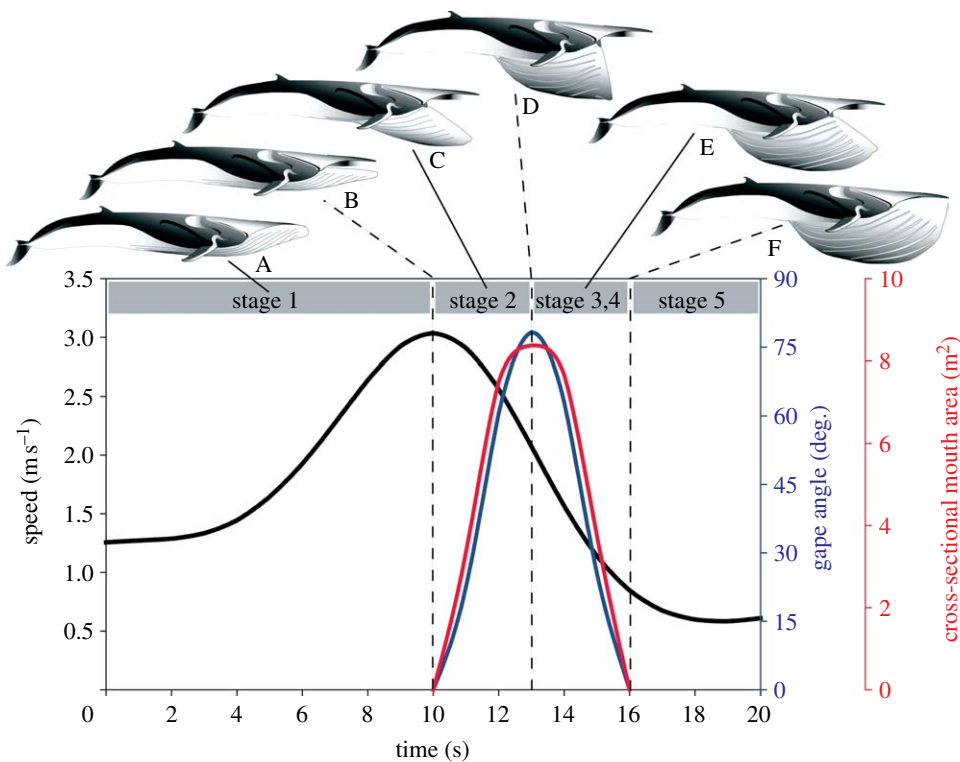 D
C
E
B
F
A
3.5
90
10
stage 1
stage 2
stage 3,4
stage 5
3.0
75
8
2.5
60
6
2.0
45
1.5
4
30
1.0
2
15
0.5
0
0
0 2 4 6 8 10 12 14 16 18 20
time (s)
speed (m s⁻¹)
gape angle (deg.)
cross-sectional mouth area (m²)